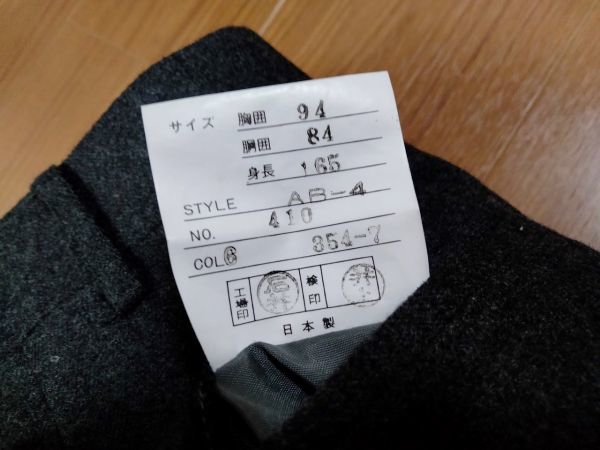 サイズ 胸囲 94
胴囲 84
身長 165
STYLE AB-4
NO. 410
COL 6 354-7
工場印 検印
日本製